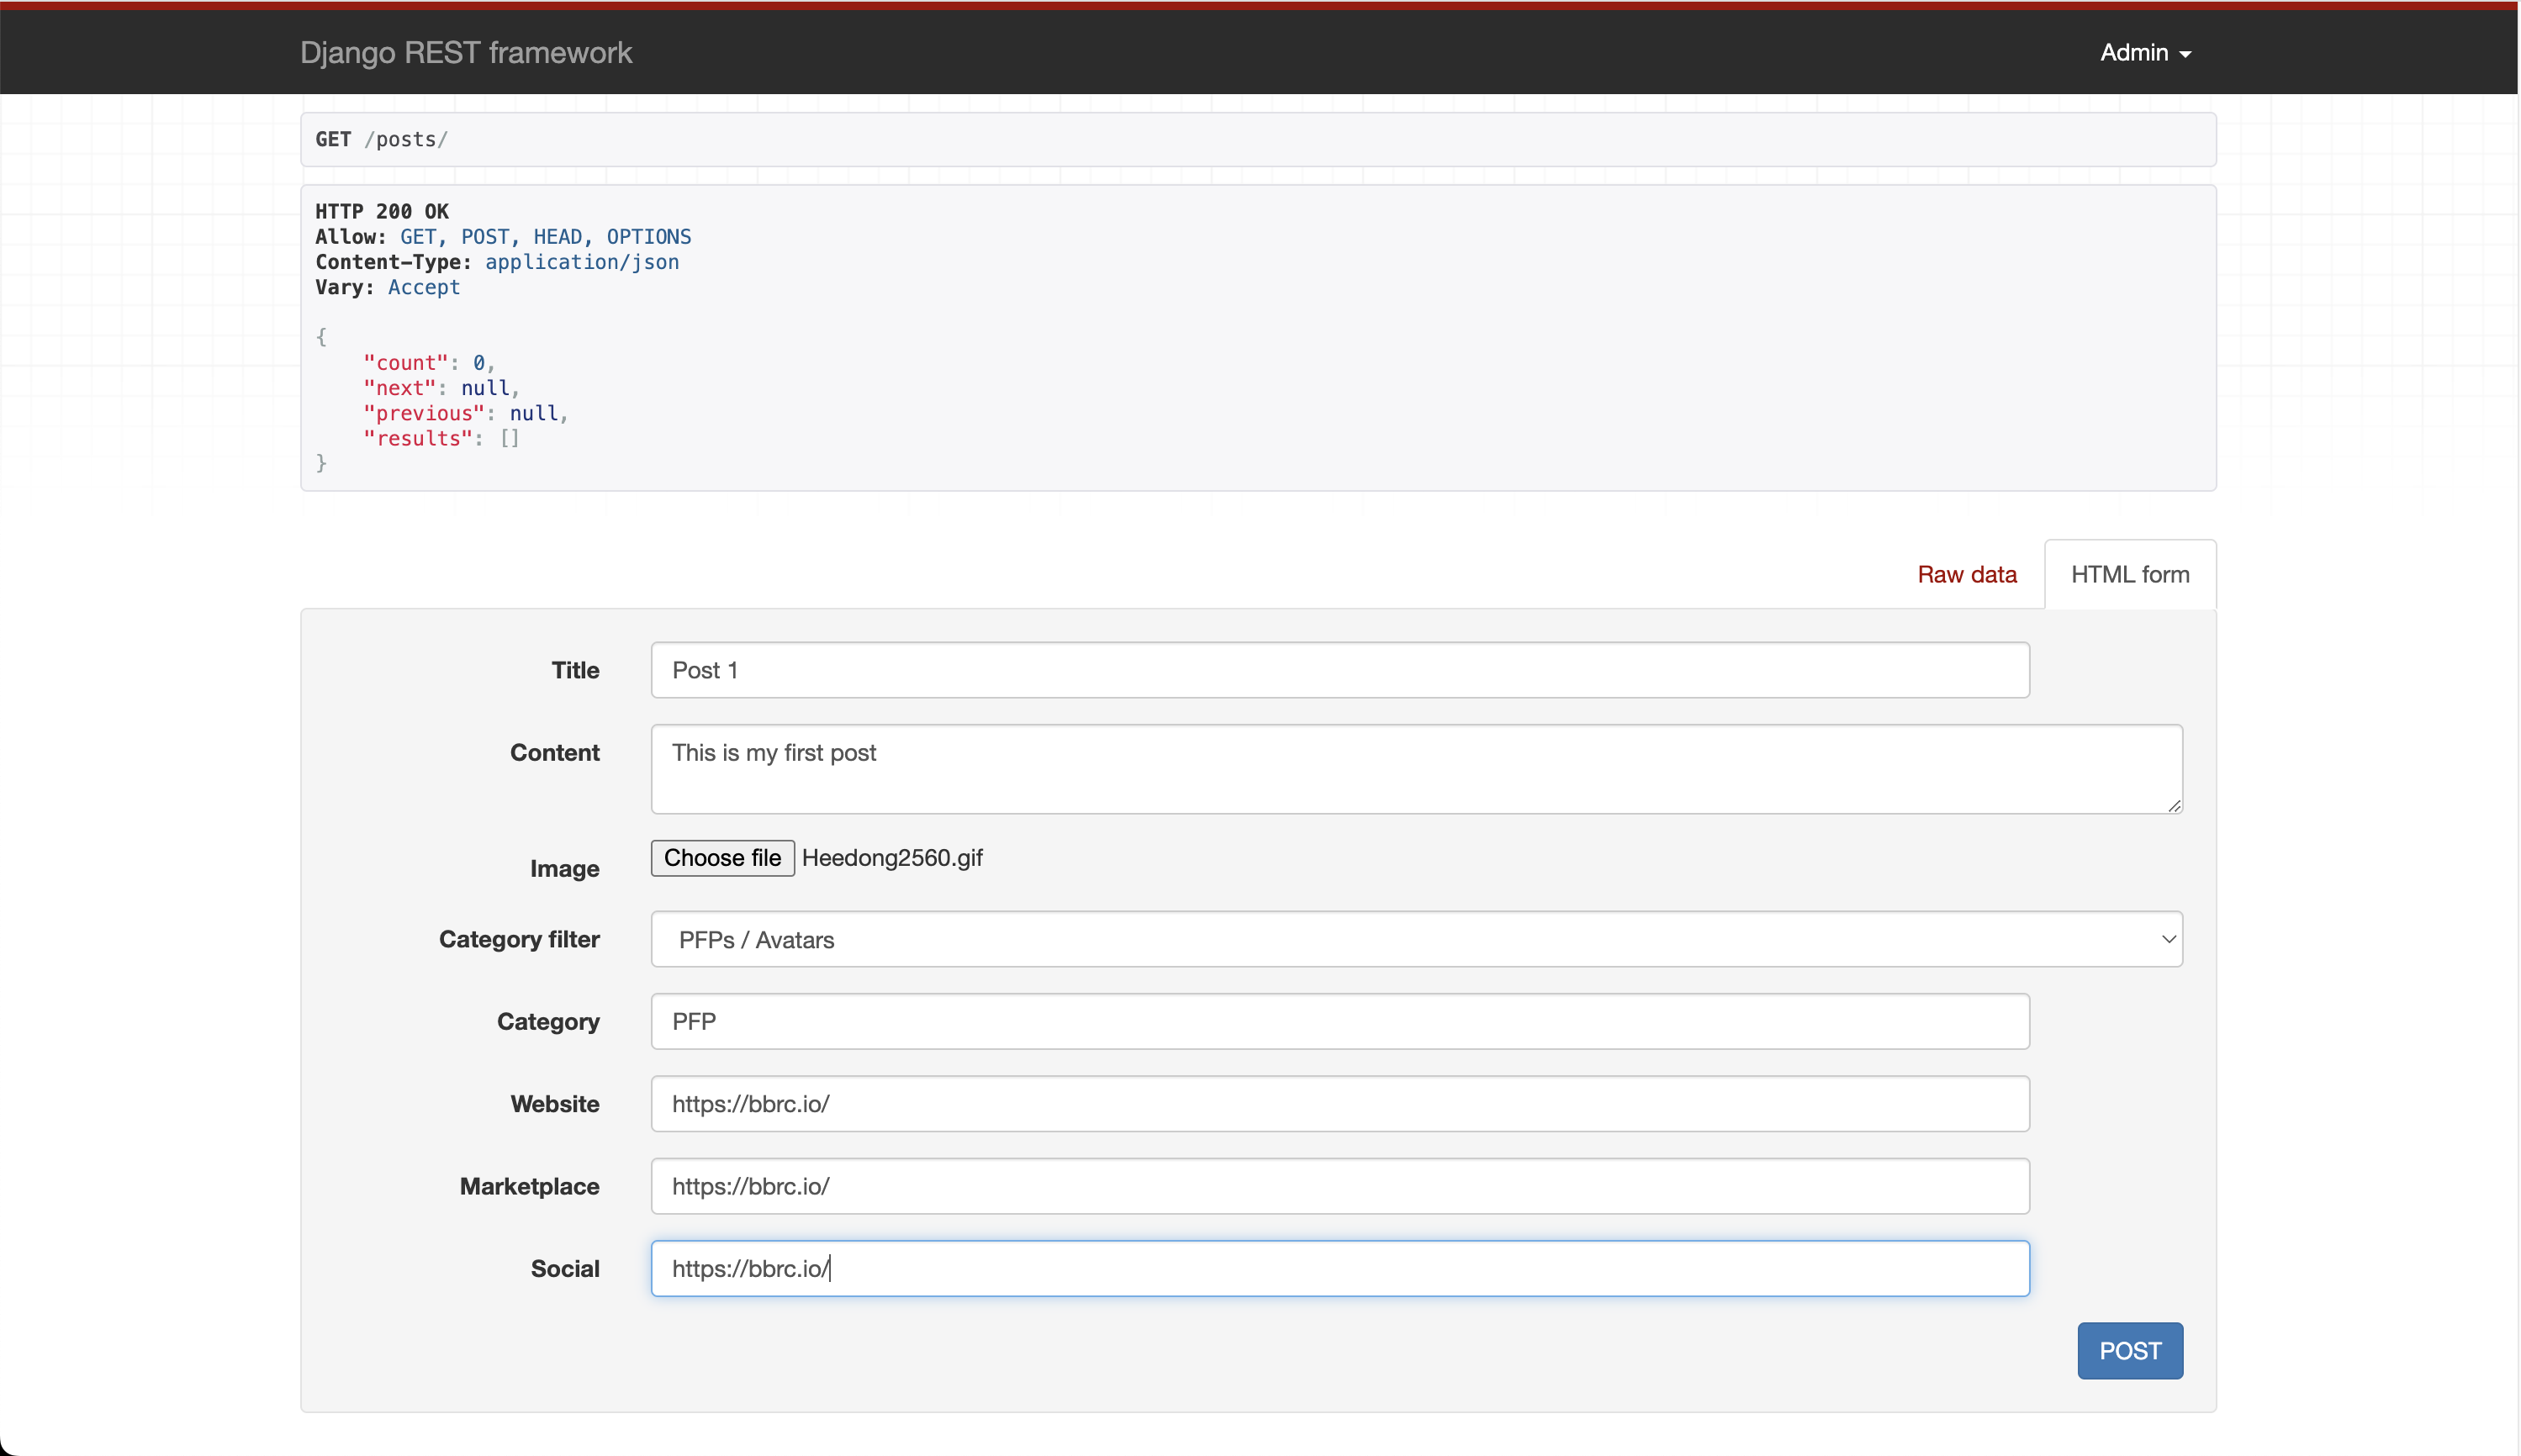 Django REST framework
Admin
GET /posts/
HTTP 200 OK
Allow: GET, POST, HEAD, OPTIONS
Content-Type: application/json
Vary: Accept
{
    "count": 0,
    "next": null,
    "previous": null,
    "results": []
}
Raw data
HTML form
Title
Post 1
Content
This is my first post
Image
Choose file Heedong2560.gif
Category filter
PFPs / Avatars
Category
PFP
Website
https://bbrc.io/
Marketplace
https://bbrc.io/
Social
https://bbrc.io/
POST